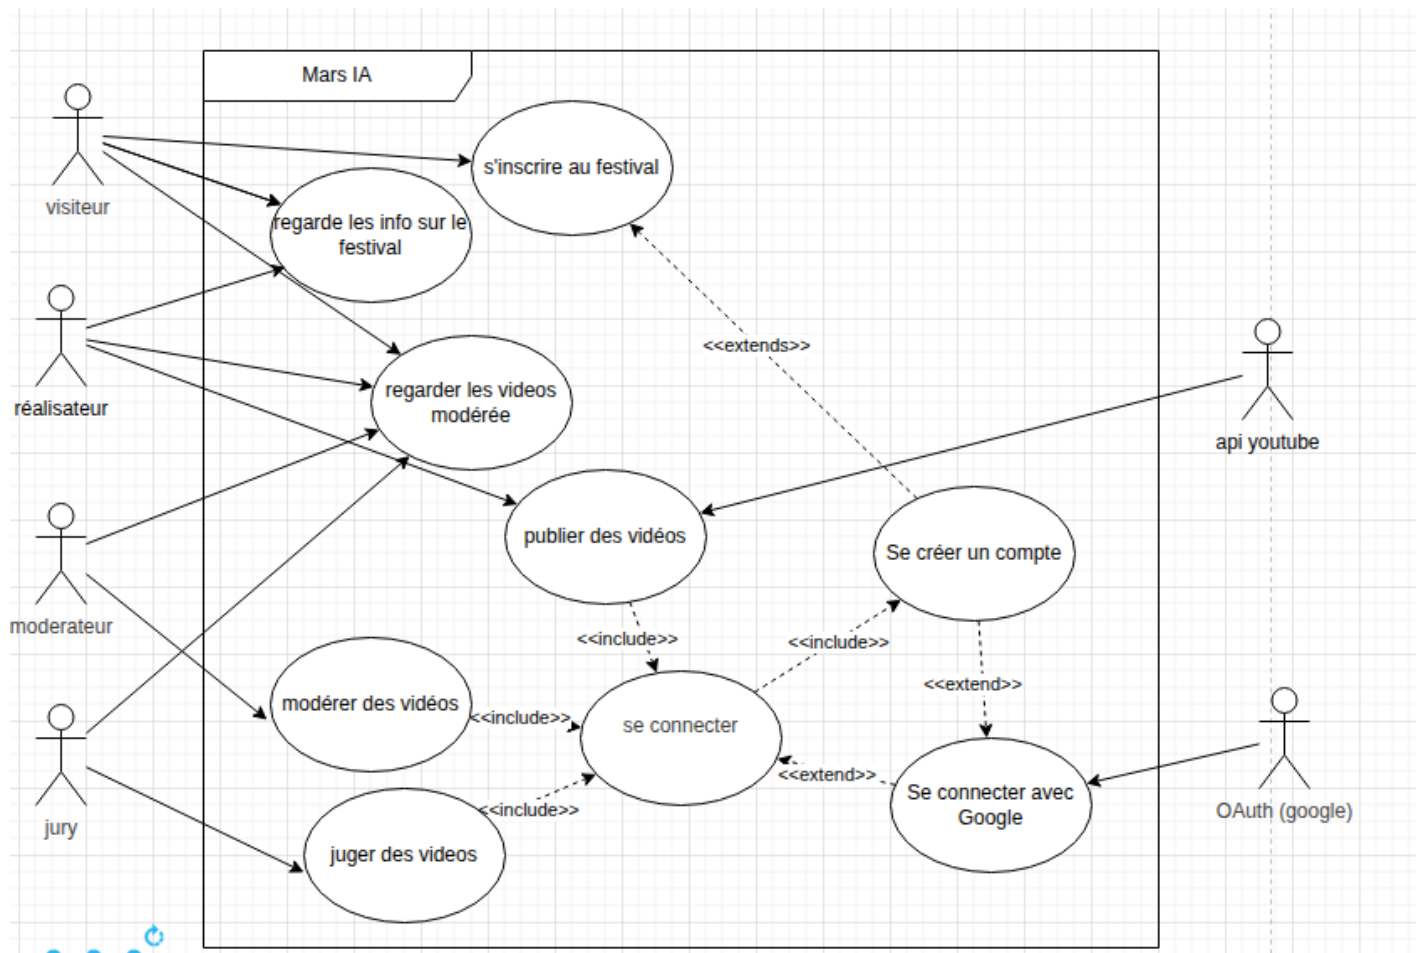 Mars IA
visiteur
s'inscrire au festival
regarde les info sur le
festival
réalisateur
<<extends>>
regarder les videos
modérée
api youtube
publier des vidéos
Se créer un compte
moderateur
<<include>>
<<include>>
modérer des vidéos
<<include>>
se connecter
<<extend>>
<<extend>>
Se connecter avec
Google
OAuth (google)
jury
<<include>>
juger des videos